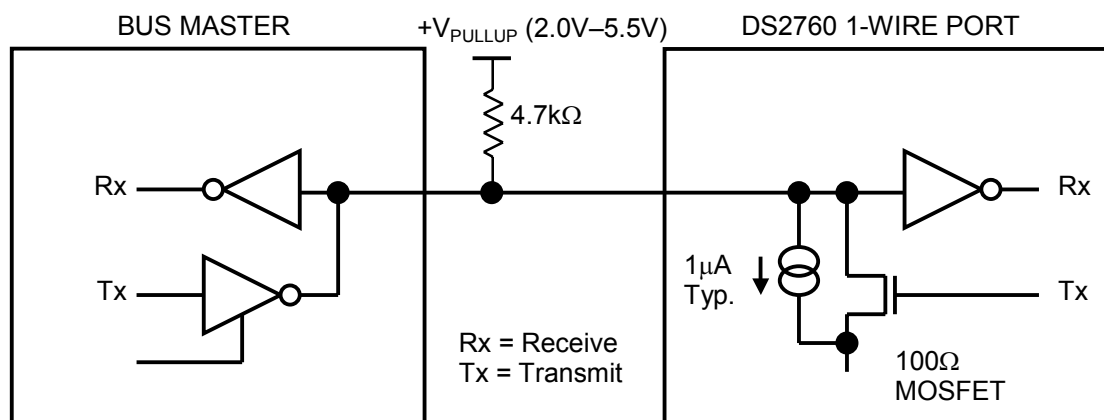 BUS MASTER
+VPULLUP (2.0V–5.5V)
DS2760 1-WIRE PORT
4.7kΩ
Rx
Rx
Tx
1μA
Typ.
Tx
Rx = Receive
Tx = Transmit
100Ω
MOSFET